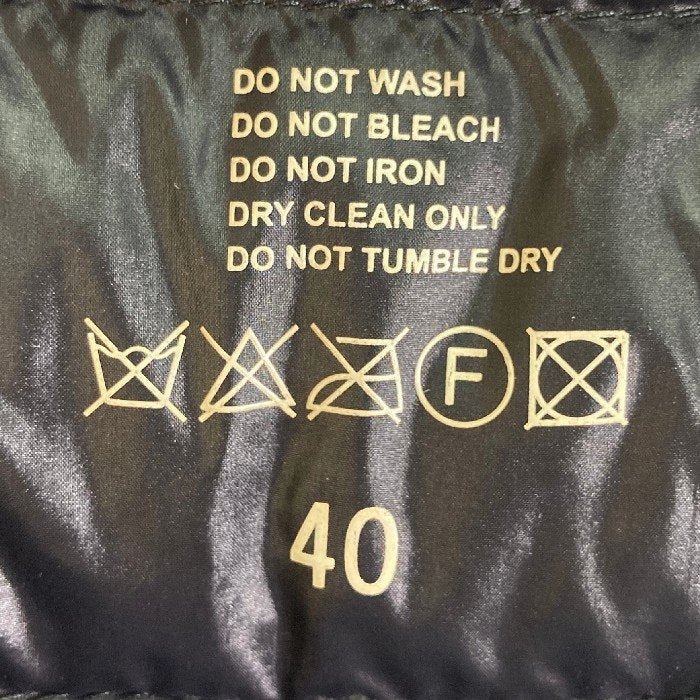 DO NOT WASH
DO NOT BLEACH
DO NOT IRON
DRY CLEAN ONLY
DO NOT TUMBLE DRY
F
40